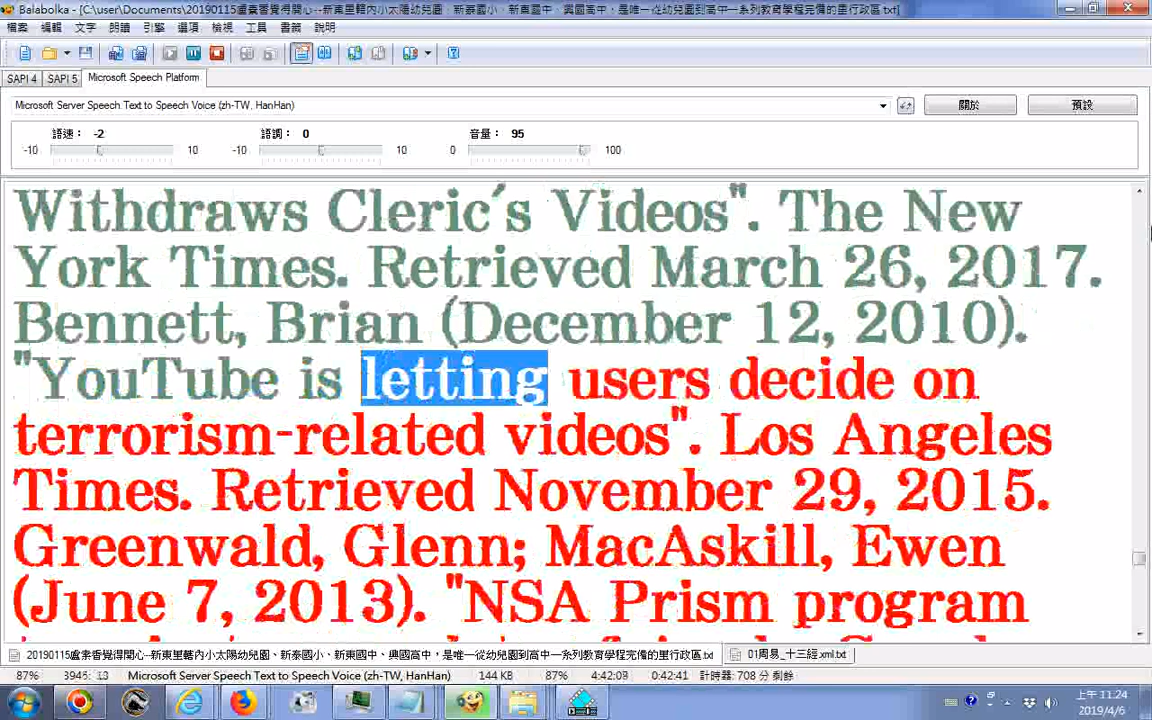 Balabolka - [C:\user\Documents\20190115盧素香覺得開心--新東里轄內小太陽幼兒園、新泰國小、新東國中、興國高中，是唯一從幼兒園到高中一系列教育學程完備的里行政區.txt]
檔案 編輯 文字 朗讀 引擎 選項 檢視 工具 書籤 說明
SAPI 4 SAPI 5 Microsoft Speech Platform
Microsoft Server Speech Text to Speech Voice (zh-TW, HanHan) 關於 預設
語速： -2 語調： 0 音量： 95
-10 10 -10 10 0 100
Withdraws Cleric's Videos". The New
York Times. Retrieved March 26, 2017.
Bennett, Brian (December 12, 2010).
"YouTube is letting users decide on
terrorism-related videos". Los Angeles
Times. Retrieved November 29, 2015.
Greenwald, Glenn; MacAskill, Ewen
(June 7, 2013). "NSA Prism program
20190115盧素香覺得開心--新東里轄內小太陽幼兒園、新泰國小、新東國中、興國高中，是唯一從幼兒園到高中一系列教育學程完備的里行政區.txt 01周易_十三經.xml.txt
87% 3945: 13 Microsoft Server Speech Text to Speech Voice (zh-TW, HanHan) 144 KB 87% 4:42:09 0:42:41 計時器: 708 分 剩餘
上午 11:24
2019/4/6